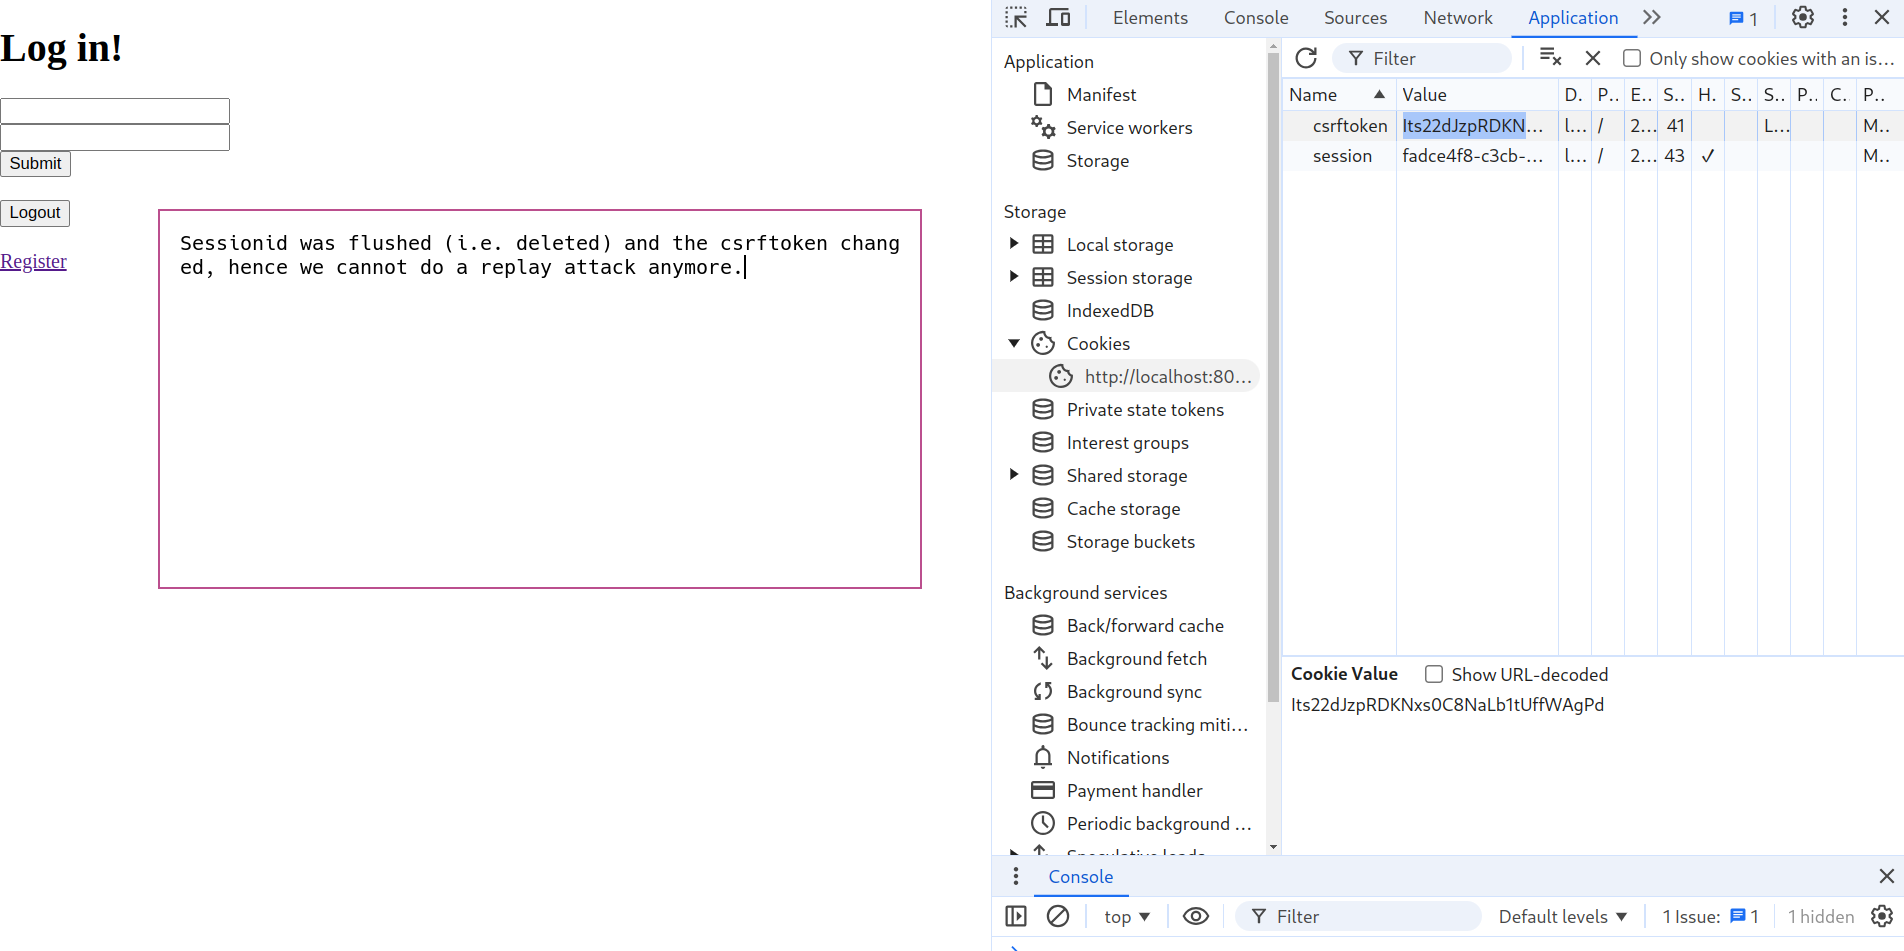 Log in!
Submit
Logout
Register
Sessionid was flushed (i.e. deleted) and the csrftoken chang
ed, hence we cannot do a replay attack anymore.
Elements Console Sources Network Application 1
Application
Manifest
Service workers
Storage
Storage
Local storage
Session storage
IndexedDB
Cookies
http://localhost:80...
Private state tokens
Interest groups
Shared storage
Cache storage
Storage buckets
Background services
Back/forward cache
Background fetch
Background sync
Bounce tracking miti...
Notifications
Payment handler
Periodic background ...
Filter Only show cookies with an is...
Name Value D. P.. E.. S.. H. S.. S.. P.. C. P..
csrftoken Its22dJzpRDKN... l... / 2... 41 L... M..
session fadce4f8-c3cb-... l... / 2... 43 ✓ M..
Cookie Value Show URL-decoded
Its22dJzpRDKNxs0C8NaLb1tUffWAgPd
Console
top Filter Default levels 1 Issue: 1 1 hidden